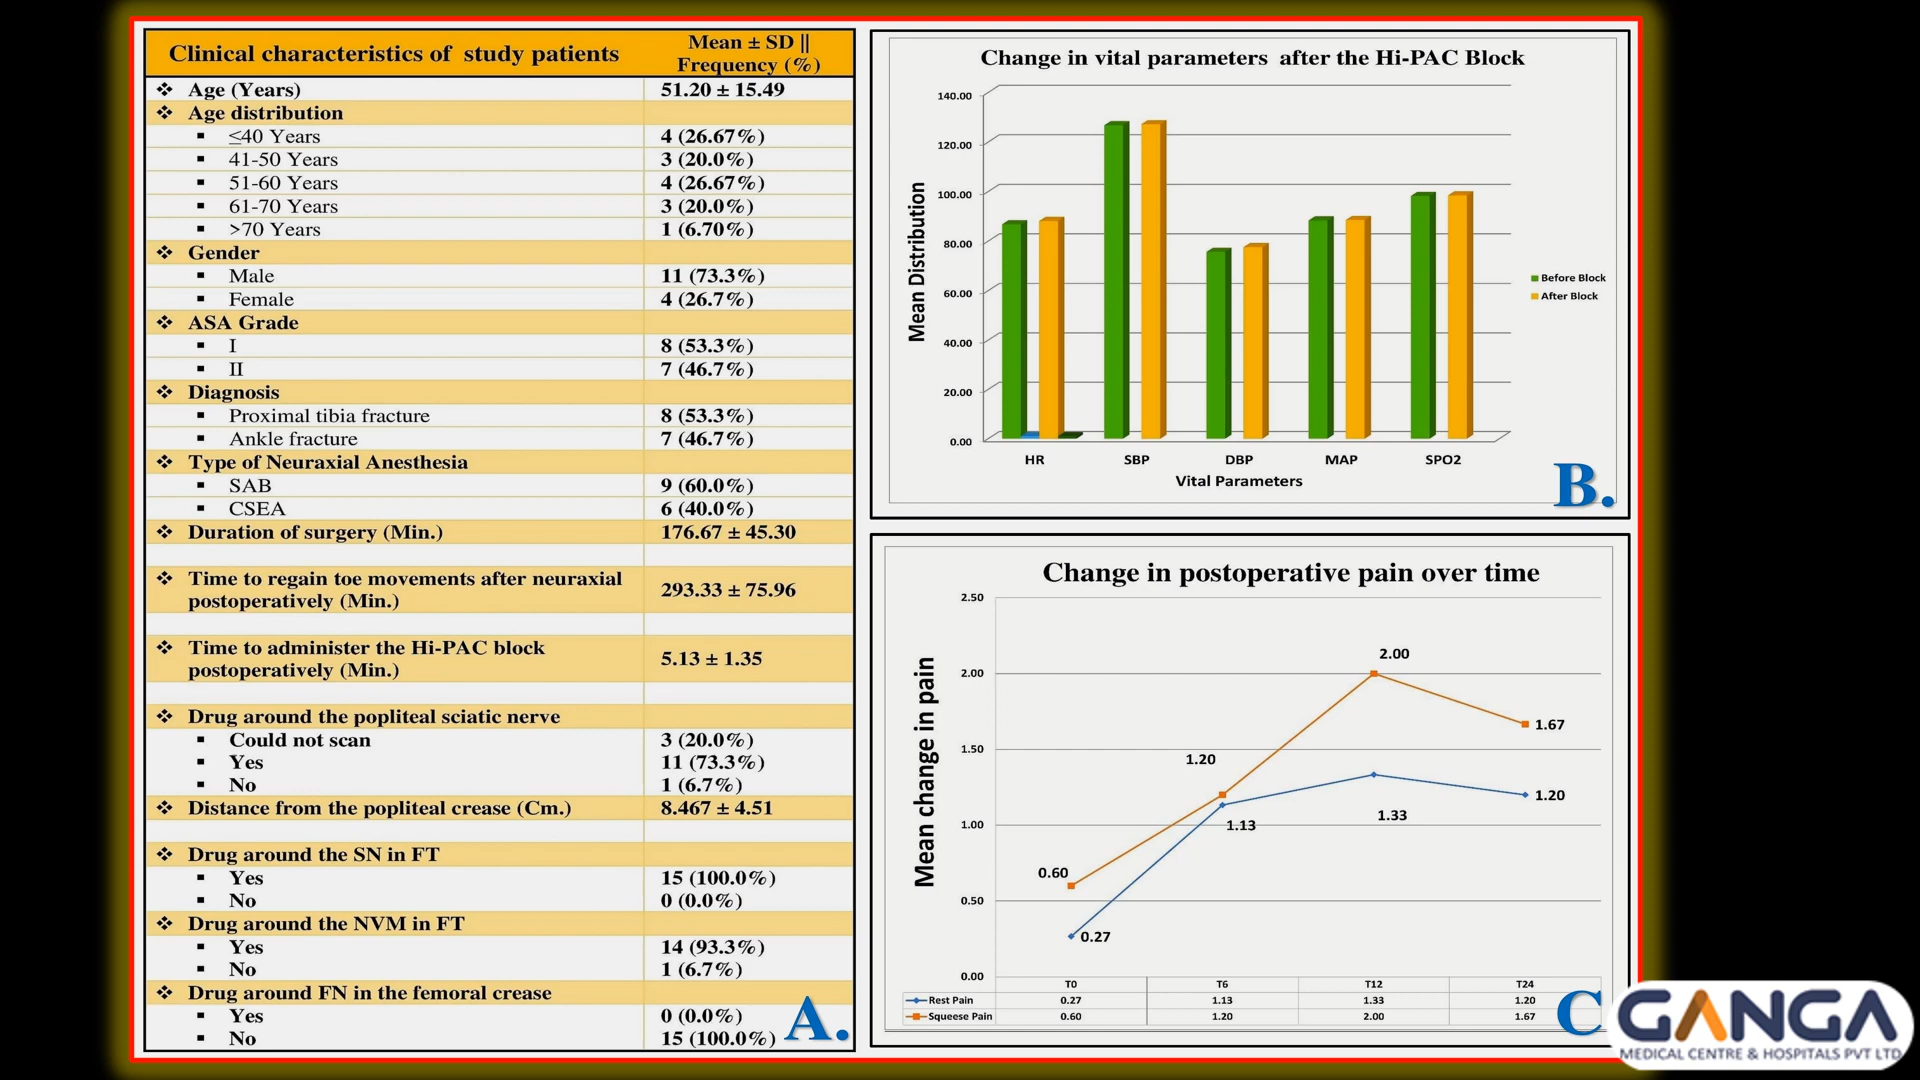 Clinical characteristics of study patients Mean ± SD || Frequency (%)
❖ Age (Years) 51.20 ± 15.49
❖ Age distribution
▪ ≤40 Years 4 (26.67%)
▪ 41-50 Years 3 (20.0%)
▪ 51-60 Years 4 (26.67%)
▪ 61-70 Years 3 (20.0%)
▪ >70 Years 1 (6.70%)
❖ Gender
▪ Male 11 (73.3%)
▪ Female 4 (26.7%)
❖ ASA Grade
▪ I 8 (53.3%)
▪ II 7 (46.7%)
❖ Diagnosis
▪ Proximal tibia fracture 8 (53.3%)
▪ Ankle fracture 7 (46.7%)
❖ Type of Neuraxial Anesthesia
▪ SAB 9 (60.0%)
▪ CSEA 6 (40.0%)
❖ Duration of surgery (Min.) 176.67 ± 45.30
❖ Time to regain toe movements after neuraxial
postoperatively (Min.) 293.33 ± 75.96
❖ Time to administer the Hi-PAC block
postoperatively (Min.) 5.13 ± 1.35
❖ Drug around the popliteal sciatic nerve
▪ Could not scan 3 (20.0%)
▪ Yes 11 (73.3%)
▪ No 1 (6.7%)
❖ Distance from the popliteal crease (Cm.) 8.467 ± 4.51
❖ Drug around the SN in FT
▪ Yes 15 (100.0%)
▪ No 0 (0.0%)
❖ Drug around the NVM in FT
▪ Yes 14 (93.3%)
▪ No 1 (6.7%)
❖ Drug around FN in the femoral crease
▪ Yes 0 (0.0%)
▪ No 15 (100.0%)
A.
Change in vital parameters after the Hi-PAC Block
Mean Distribution
140.00
120.00
100.00
80.00
60.00
40.00
20.00
0.00
HR SBP DBP MAP SPO2
Vital Parameters
Before Block
After Block
B.
Change in postoperative pain over time
Mean change in pain
2.50
2.00
1.50
1.00
0.50
0.00
2.00
1.67
1.20
1.20
1.13
1.33
0.60
0.27
T0 T6 T12 T24
Rest Pain 0.27 1.13 1.33 1.20
Squeese Pain 0.60 1.20 2.00 1.67
C
GANGA
MEDICAL CENTRE & HOSPITALS PVT LTD